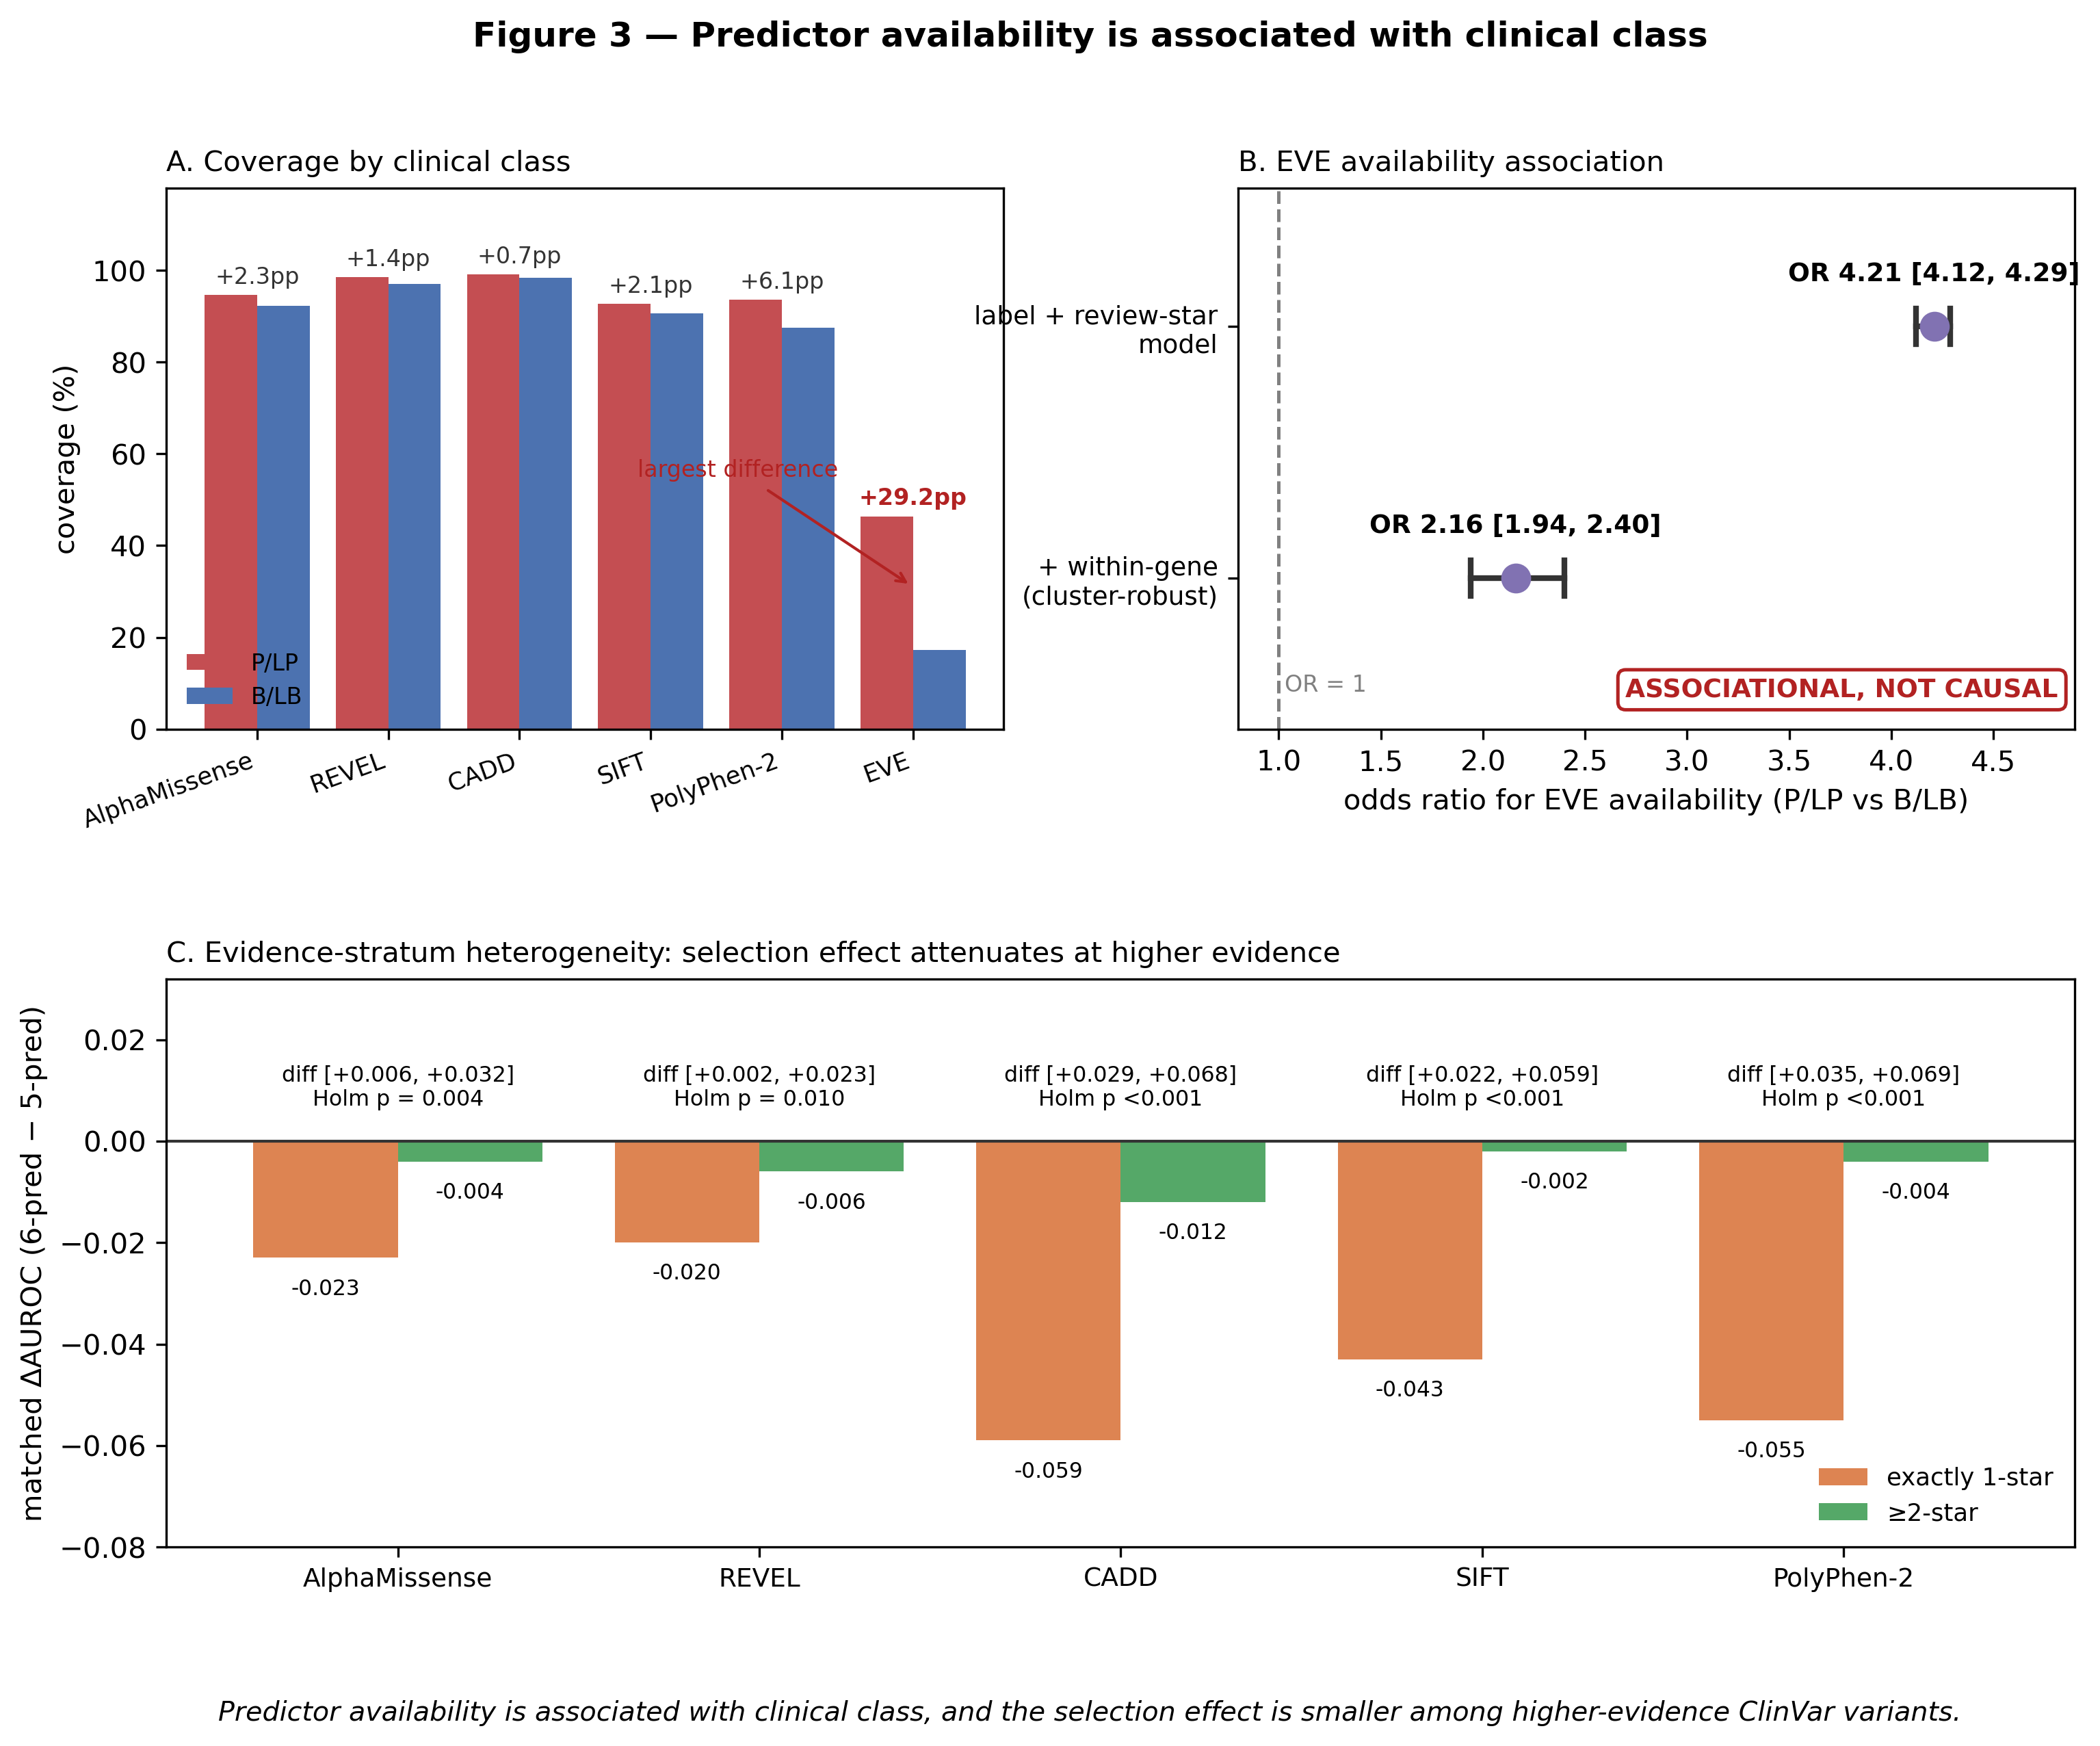 Figure 3 — Predictor availability is associated with clinical class
A. Coverage by clinical class
coverage (%)
100
80
60
40
20
0
+2.3pp
+1.4pp
+0.7pp
+2.1pp
+6.1pp
+29.2pp
largest difference
P/LP
B/LB
AlphaMissense
REVEL
CADD
SIFT
PolyPhen-2
EVE
B. EVE availability association
label + review-star
model
+ within-gene
(cluster-robust)
OR 4.21 [4.12, 4.29]
OR 2.16 [1.94, 2.40]
OR = 1
ASSOCIATIONAL, NOT CAUSAL
1.0
1.5
2.0
2.5
3.0
3.5
4.0
4.5
odds ratio for EVE availability (P/LP vs B/LB)
C. Evidence-stratum heterogeneity: selection effect attenuates at higher evidence
matched ΔAUROC (6-pred − 5-pred)
0.02
0.00
−0.02
−0.04
−0.06
−0.08
diff [+0.006, +0.032]
Holm p = 0.004
diff [+0.002, +0.023]
Holm p = 0.010
diff [+0.029, +0.068]
Holm p <0.001
diff [+0.022, +0.059]
Holm p <0.001
diff [+0.035, +0.069]
Holm p <0.001
-0.023
-0.004
-0.020
-0.006
-0.059
-0.012
-0.043
-0.002
-0.055
-0.004
exactly 1-star
≥2-star
AlphaMissense
REVEL
CADD
SIFT
PolyPhen-2
Predictor availability is associated with clinical class, and the selection effect is smaller among higher-evidence ClinVar variants.